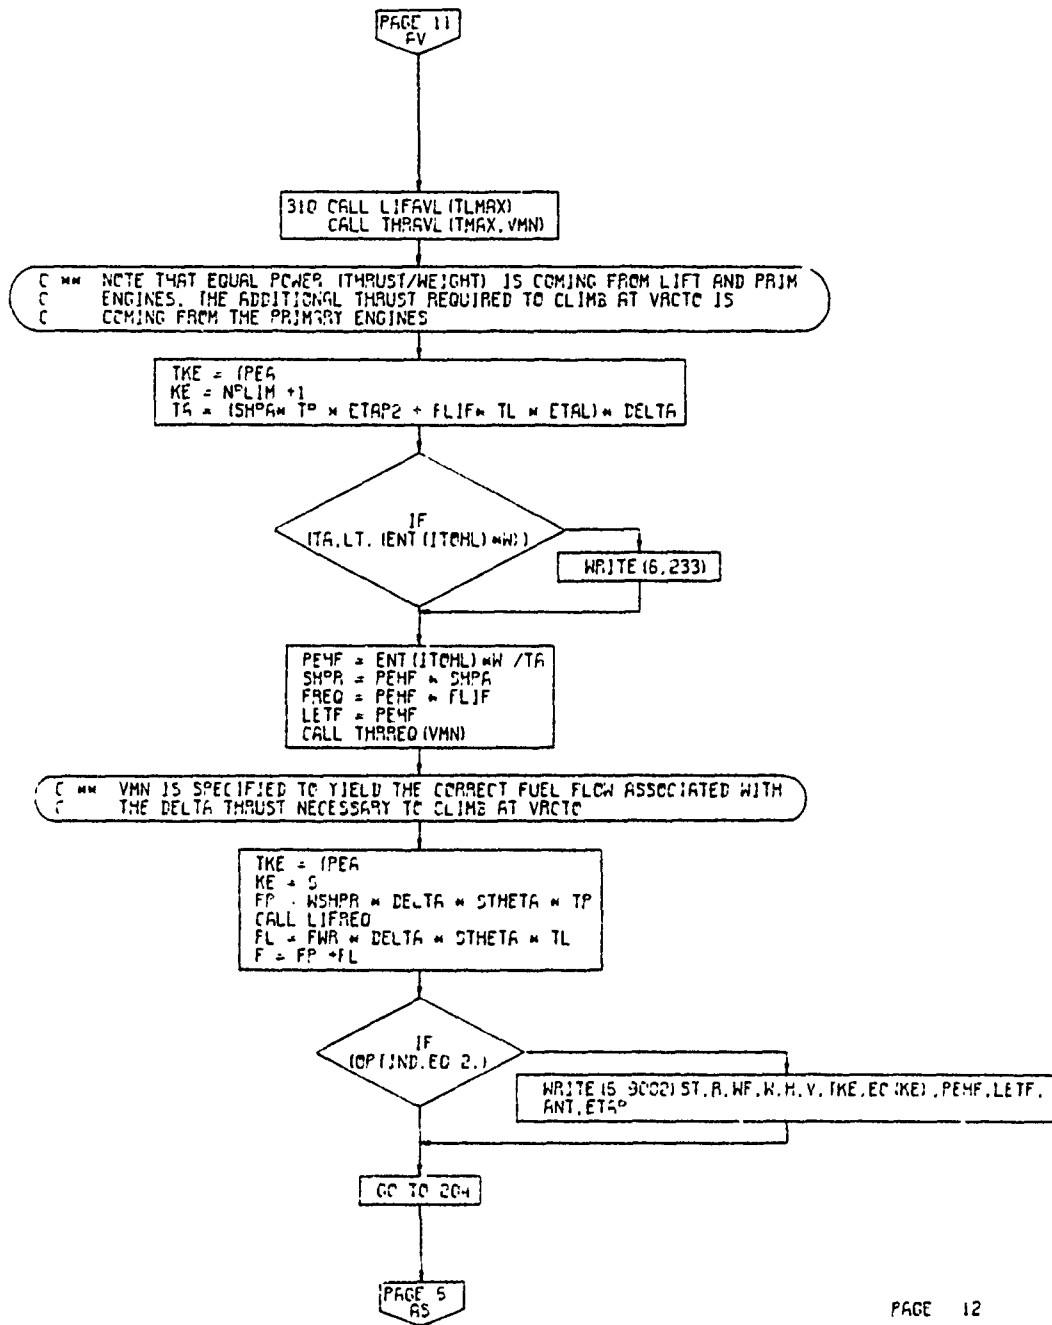 PAGE 11
AV
310 CALL LIFAVL(TLMAX)
CALL THRAVL(TMAX,VMN)
C ** NOTE THAT EQUAL POWER (THRUST/WEIGHT) IS COMING FROM LIFT AND PRIM
C ENGINES. THE ADDITIONAL THRUST REQUIRED TO CLIMB AT VRCTO IS
C COMING FROM THE PRIMARY ENGINES
TKE = TPEA
KE = NPLIM +1
TA = (SHPA* TP * ETAP2 + FLIF* TL * ETAL)* DELTA
IF
(TA.LT.(ENT(ITOHL)*W))
WRITE(6,233)
PEHF = ENT(ITOHL)*W /TA
SHPR = PEHF * SHPA
FREQ = PEHF * FLIF
LETF = PEHF
CALL THRREQ(VMN)
C ** VMN IS SPECIFIED TO YIELD THE CORRECT FUEL FLOW ASSOCIATED WITH
C THE DELTA THRUST NECESSARY TO CLIMB AT VRCTO
TKE = TPEA
KE = S
FP = WSHPR * DELTA * STHETA * TP
CALL LIFREQ
FL = FWR * DELTA * STHETA * TL
F = FP +FL
IF
(OPTIND.EQ 2.)
WRITE(6 9002)ST,R,WF,W,H,V,TKE,EC(KE),PEHF,LETF,
ANT,ETAP
GO TO 204
PAGE 5
AS
PAGE 12